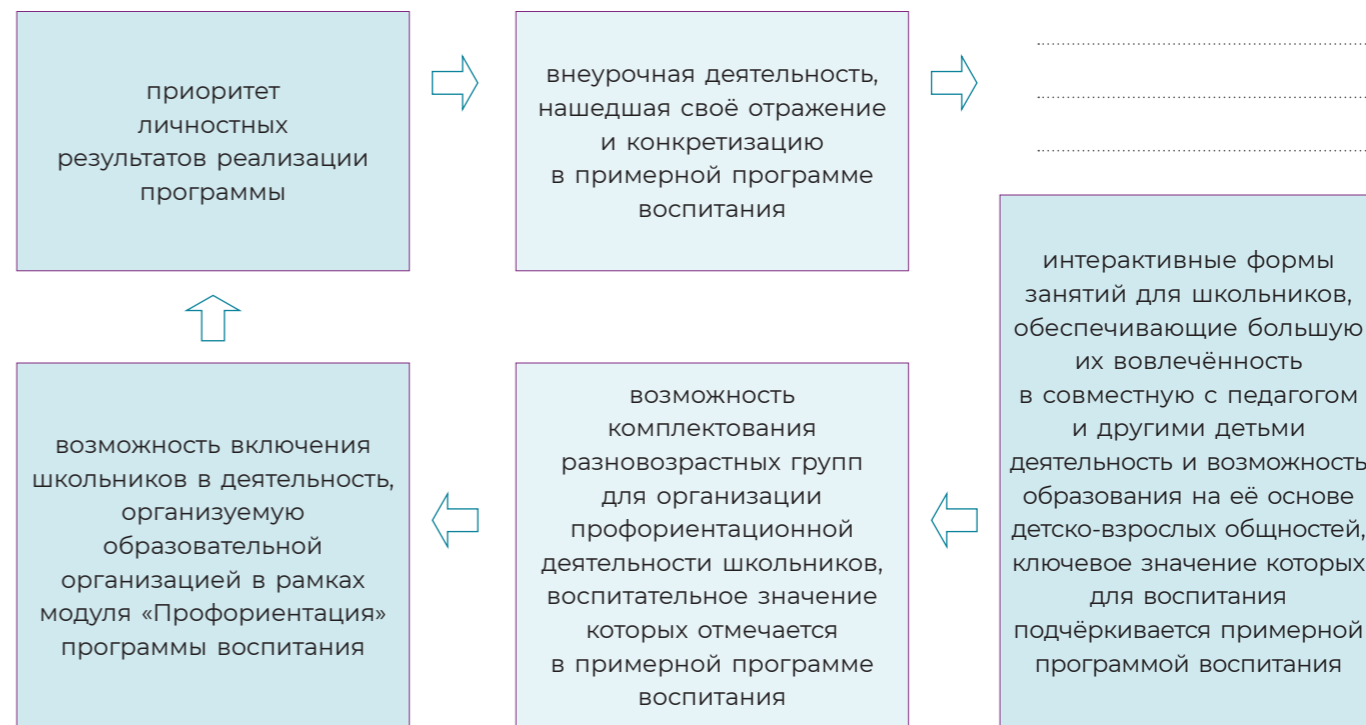 приоритет
личностных
результатов реализации
программы
внеурочная деятельность,
нашедшая своё отражение
и конкретизацию
в примерной программе
воспитания
интерактивные формы
занятий для школьников,
обеспечивающие большую
их вовлечённость
в совместную с педагогом
и другими детьми
деятельность и возможность
образования на её основе
детско-взрослых общностей,
ключевое значение которых
для воспитания
подчёркивается примерной
программой воспитания
возможность
комплектования
разновозрастных групп
для организации
профориентационной
деятельности школьников,
воспитательное значение
которых отмечается
в примерной программе
воспитания
возможность включения
школьников в деятельность,
организуемую
образовательной
организацией в рамках
модуля «Профориентация»
программы воспитания